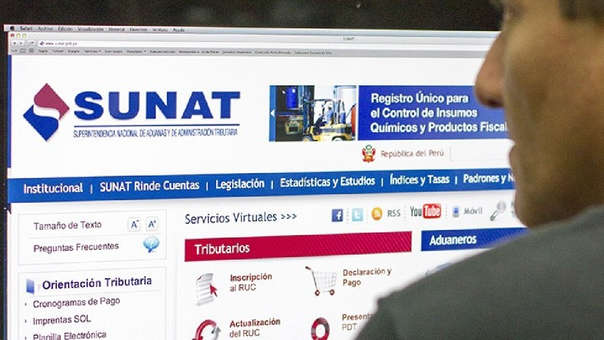 SUNAT
SUPERINTENDENCIA NACIONAL DE ADUANAS Y DE ADMINISTRACIÓN TRIBUTARIA
Registro Único para
el Control de Insumos
Químicos y Productos Fiscal
República del Perú
Institucional | SUNAT Rinde Cuentas | Legislación | Estadísticas y Estudios | Índices y Tasas | Padrones y N
Tamaño de Texto A+ A-
Preguntas Frecuentes
Servicios Virtuales >>>
RSS
YouTube
Móvil
Tributarios
Aduaneros
Orientación Tributaria
Cronogramas de Pago
Imprentas SOL
Planilla Electrónica
Inscripción
al RUC
Declaración y
Pago
Actualización
del RUC
Present
PDT